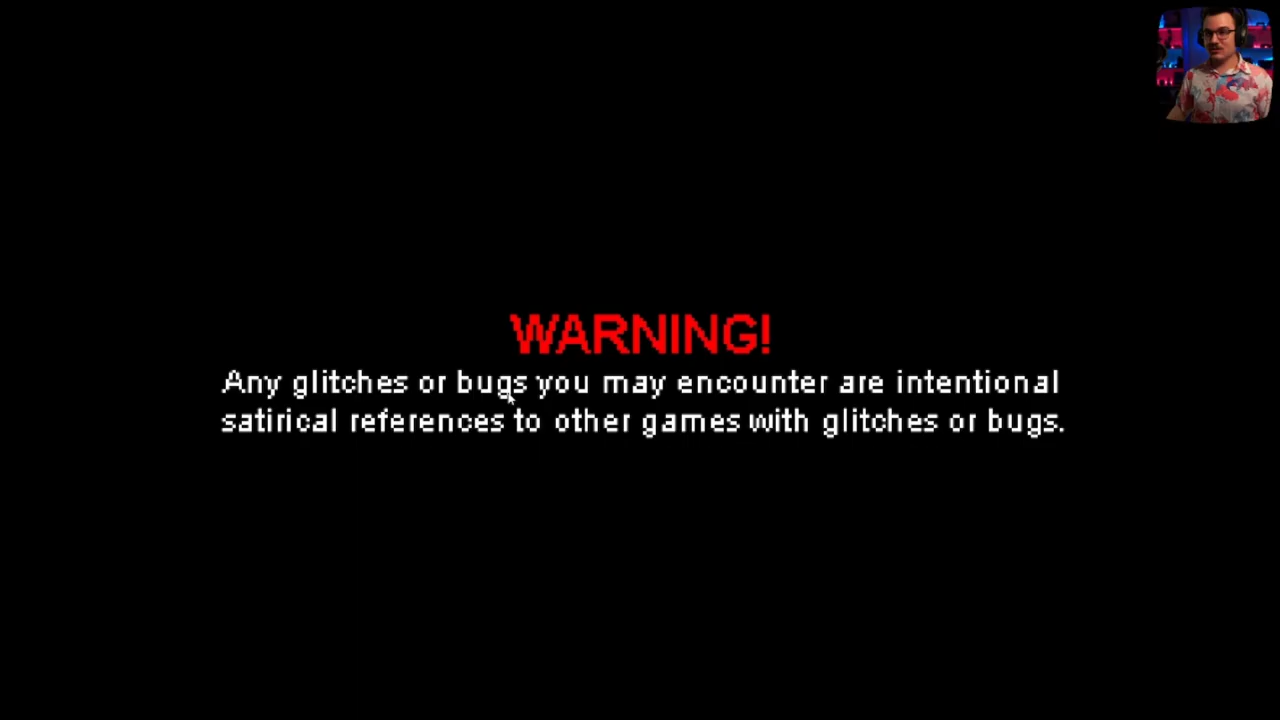 WARNING!
Any glitches or bugs you may encounter are intentional
satirical references to other games with glitches or bugs.